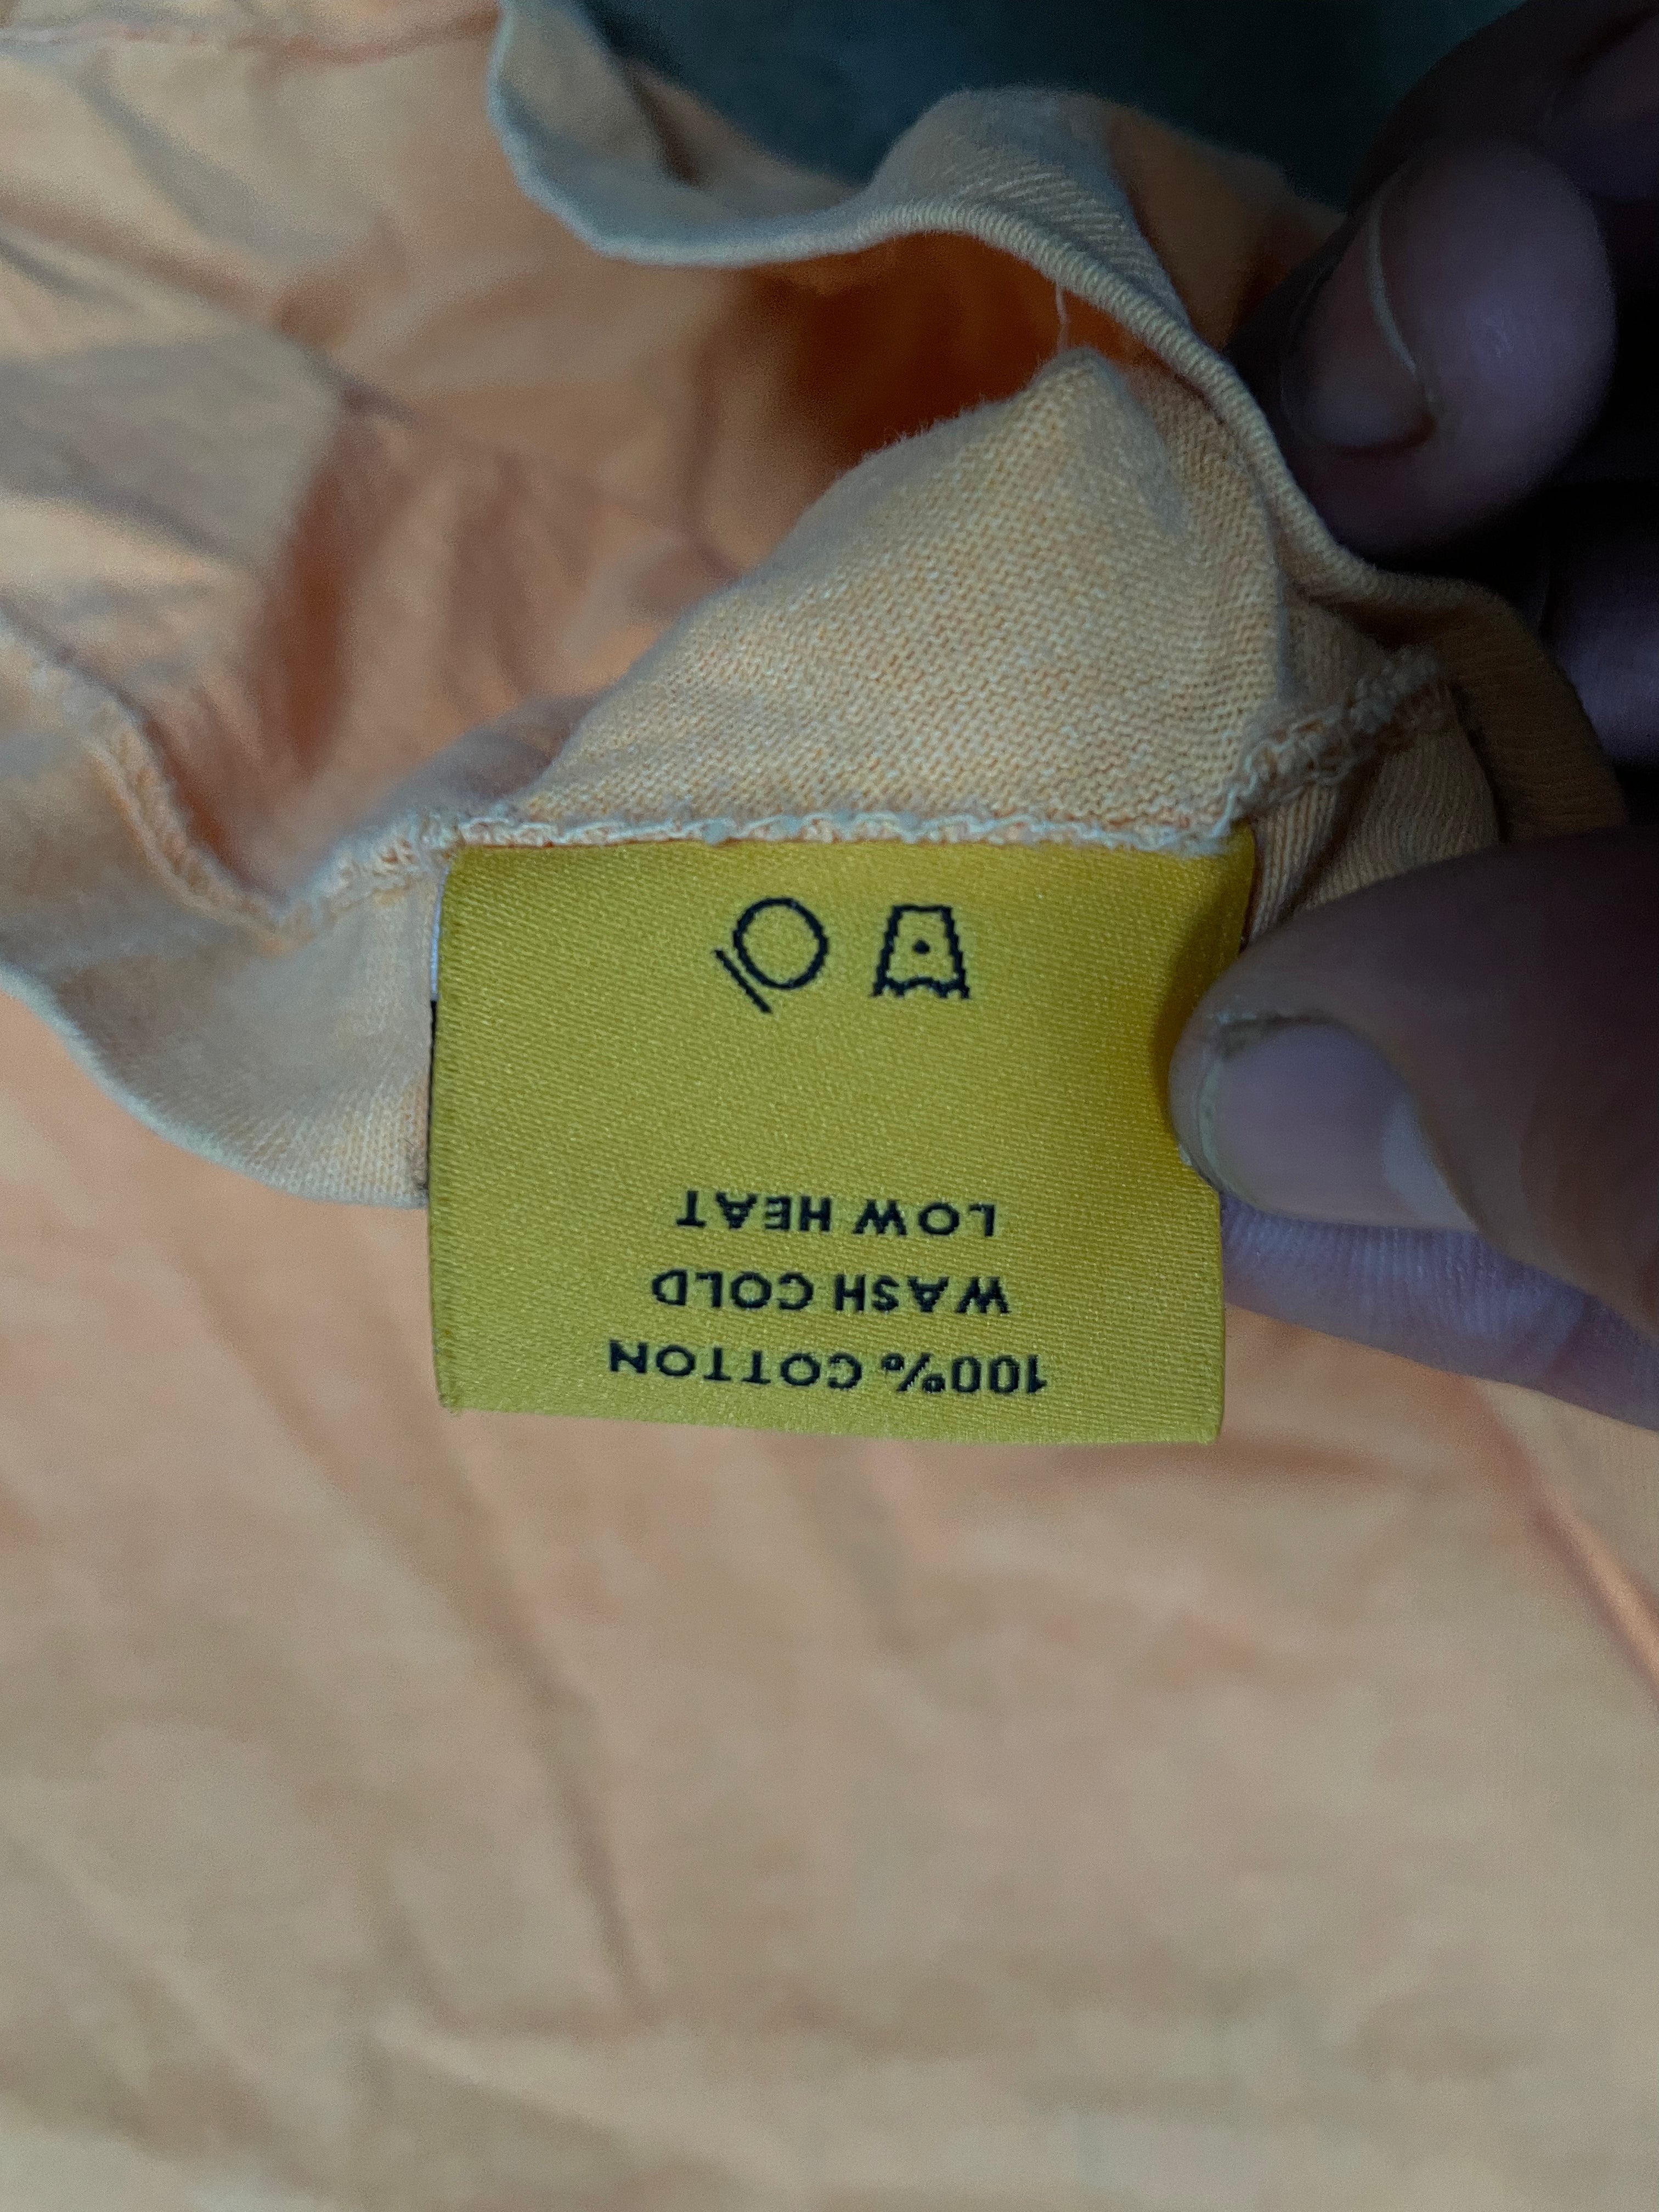 100% COTTON
WASH COLD
LOW HEAT